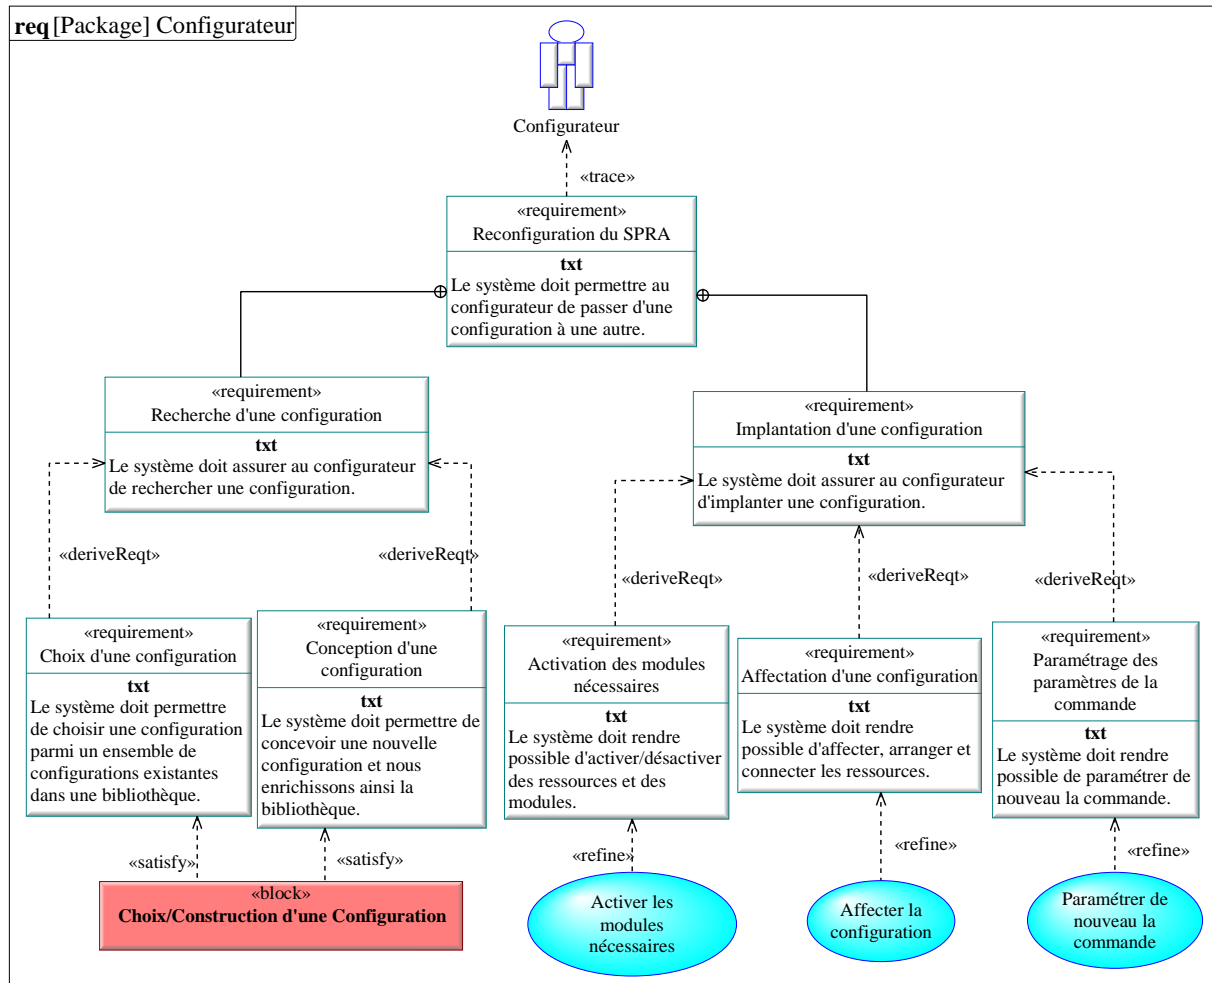 req [Package] Configurateur
Configurateur
«trace»
«requirement»
Reconfiguration du SPRA
txt
Le système doit permettre au
configurateur de passer d'une
configuration à une autre.
«requirement»
Recherche d'une configuration
txt
Le système doit assurer au configurateur
de rechercher une configuration.
«requirement»
Implantation d'une configuration
txt
Le système doit assurer au configurateur
d'implanter une configuration.
«deriveReqt»
«deriveReqt»
«deriveReqt»
«deriveReqt»
«deriveReqt»
«requirement»
Choix d'une configuration
txt
Le système doit permettre
de choisir une configuration
parmi un ensemble de
configurations existantes
dans une bibliothèque.
«requirement»
Conception d'une
configuration
txt
Le système doit permettre de
concevoir une nouvelle
configuration et nous
enrichissons ainsi la
bibliothèque.
«requirement»
Activation des modules
nécessaires
txt
Le système doit rendre
possible d'activer/désactiver
des ressources et des
modules.
«requirement»
Affectation d'une configuration
txt
Le système doit rendre
possible d'affecter, arranger et
connecter les ressources.
«requirement»
Paramétrage des
paramètres de la
commande
txt
Le système doit rendre
possible de paramétrer de
nouveau la commande.
«satisfy»
«satisfy»
«refine»
«refine»
«refine»
«block»
Choix/Construction d'une Configuration
Activer les
modules
nécessaires
Affecter la
configuration
Paramétrer de
nouveau la
commande